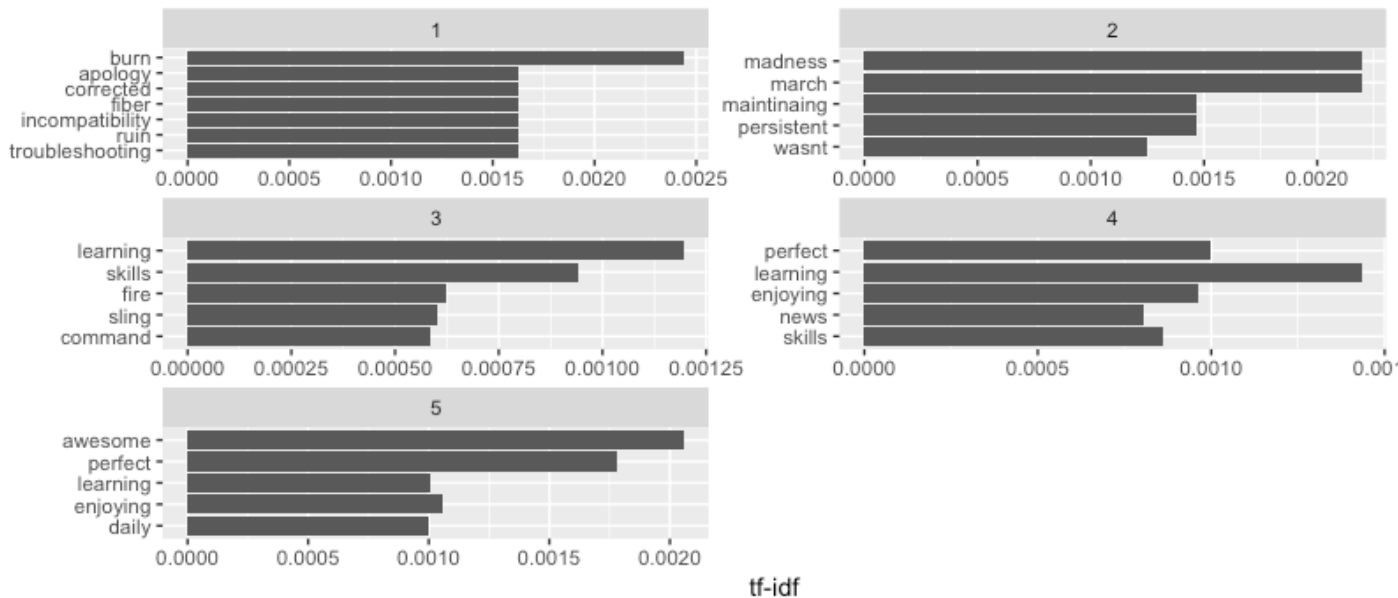 1
burn
apology
corrected
fiber
incompatibility
ruin
troubleshooting
0.0000 0.0005 0.0010 0.0015 0.0020 0.0025
2
madness
march
maintinaing
persistent
wasnt
0.0000 0.0005 0.0010 0.0015 0.0020
3
learning
skills
fire
sling
command
0.00000 0.00025 0.00050 0.00075 0.00100 0.00125
4
perfect
learning
enjoying
news
skills
0.0000 0.0005 0.0010
5
awesome
perfect
learning
enjoying
daily
0.0000 0.0005 0.0010 0.0015 0.0020
tf-idf